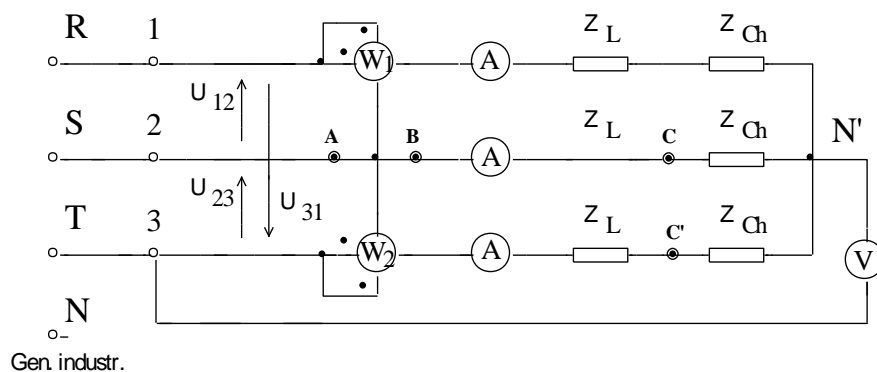 R 1 W1 A Z L Z Ch
U 12
S 2 A B A Z L C Z Ch N'
U 23 U 31
T 3 W2 A Z L C' Z Ch V
N
Gen. industr.